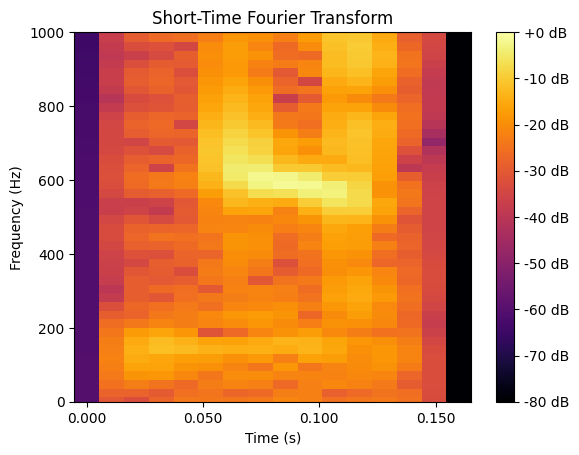 Short-Time Fourier Transform
1000
800
600
400
200
0
Frequency (Hz)
0.000
0.050
0.100
0.150
Time (s)
+0 dB
-10 dB
-20 dB
-30 dB
-40 dB
-50 dB
-60 dB
-70 dB
-80 dB